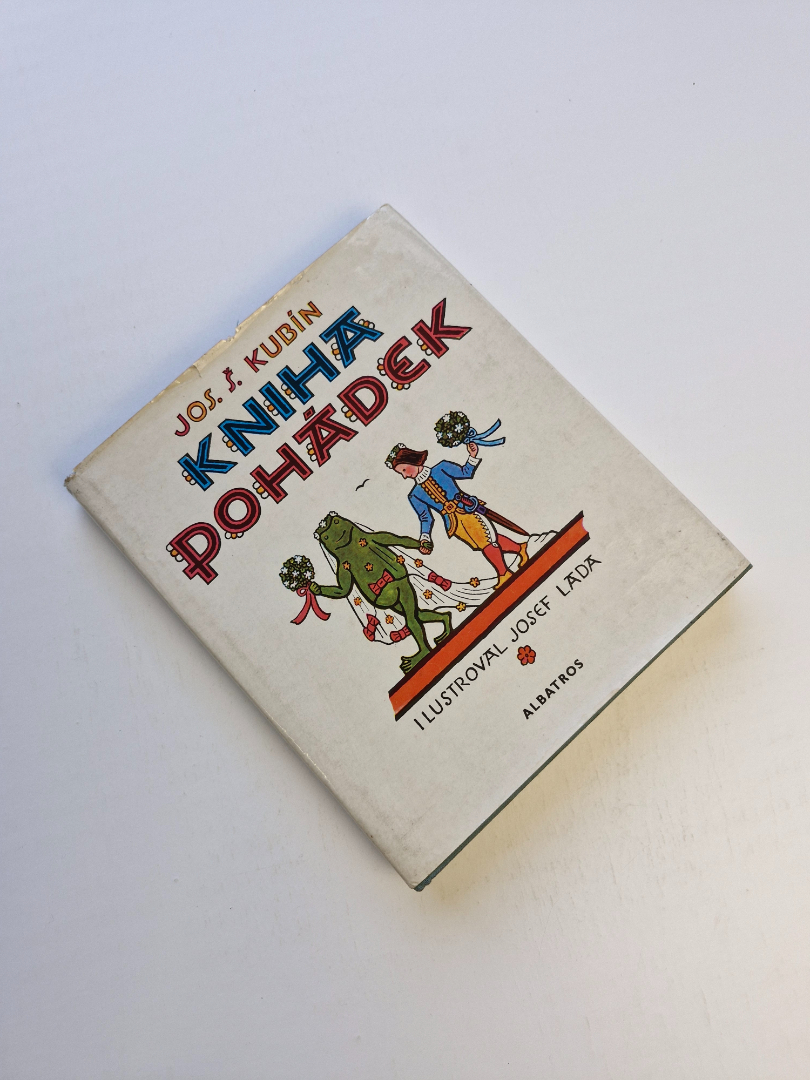 JOS. Š. KUBÍN
KNIHA
POHÁDEK
ILUSTROVAL JOSEF LADA
ALBATROS